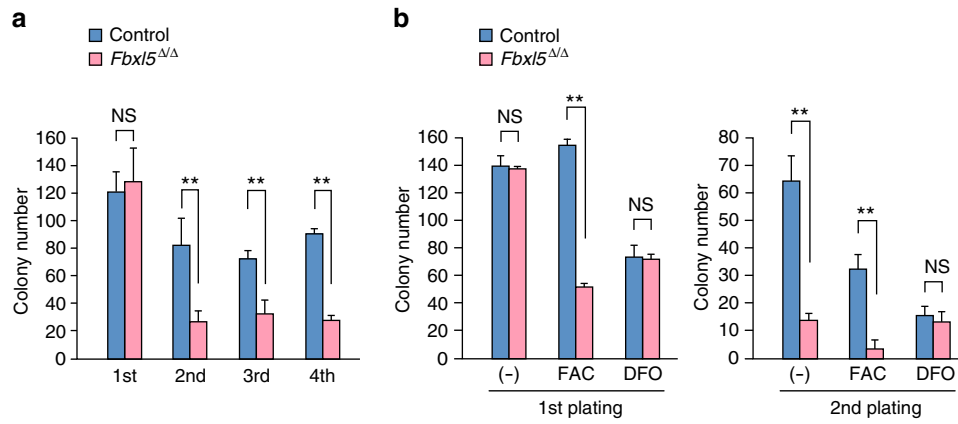 a
Control
Fbxl5 Δ/Δ
Colony number
160
140
120
100
80
60
40
20
0
NS
**
**
**
1st 2nd 3rd 4th
b
Control
Fbxl5 Δ/Δ
Colony number
160
140
120
100
80
60
40
20
0
NS
**
NS
(–) FAC DFO
1st plating
Colony number
80
70
60
50
40
30
20
10
0
**
**
NS
(–) FAC DFO
2nd plating